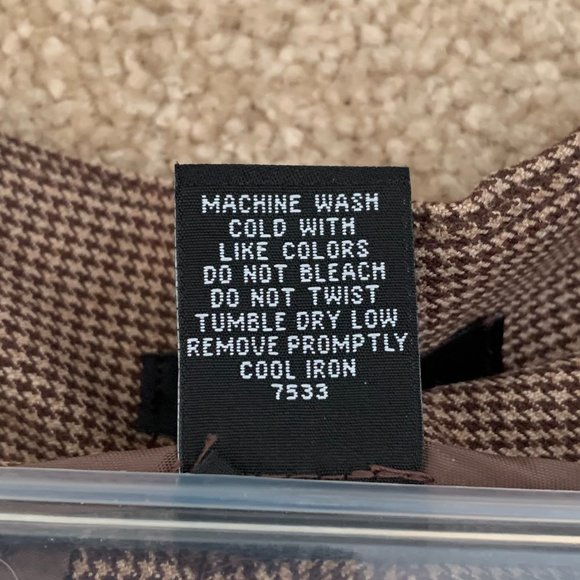 MACHINE WASH
COLD WITH
LIKE COLORS
DO NOT BLEACH
DO NOT TWIST
TUMBLE DRY LOW
REMOVE PROMPTLY
COOL IRON
7533